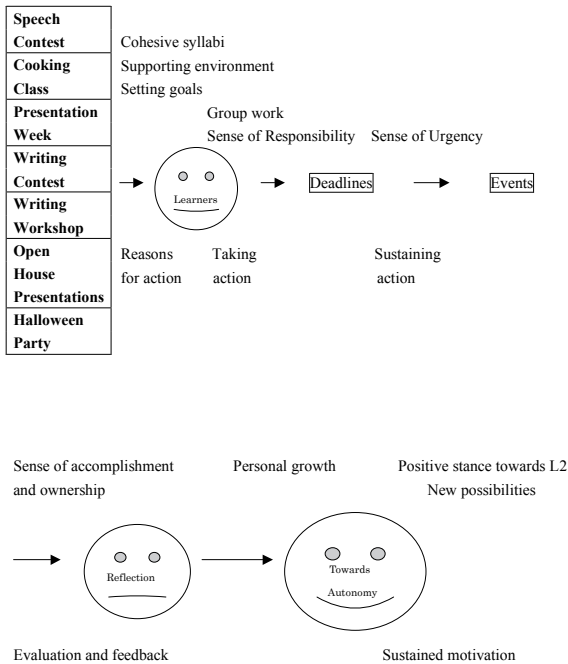 Speech
Contest
Cooking
Class
Presentation
Week
Writing
Contest
Writing
Workshop
Open
House
Presentations
Halloween
Party
Cohesive syllabi
Supporting environment
Setting goals
Group work
Sense of Responsibility
Sense of Urgency
Learners
Deadlines
Events
Reasons
for action
Taking
action
Sustaining
action
Sense of accomplishment
and ownership
Personal growth
Positive stance towards L2
New possibilities
Reflection
Towards
Autonomy
Evaluation and feedback
Sustained motivation